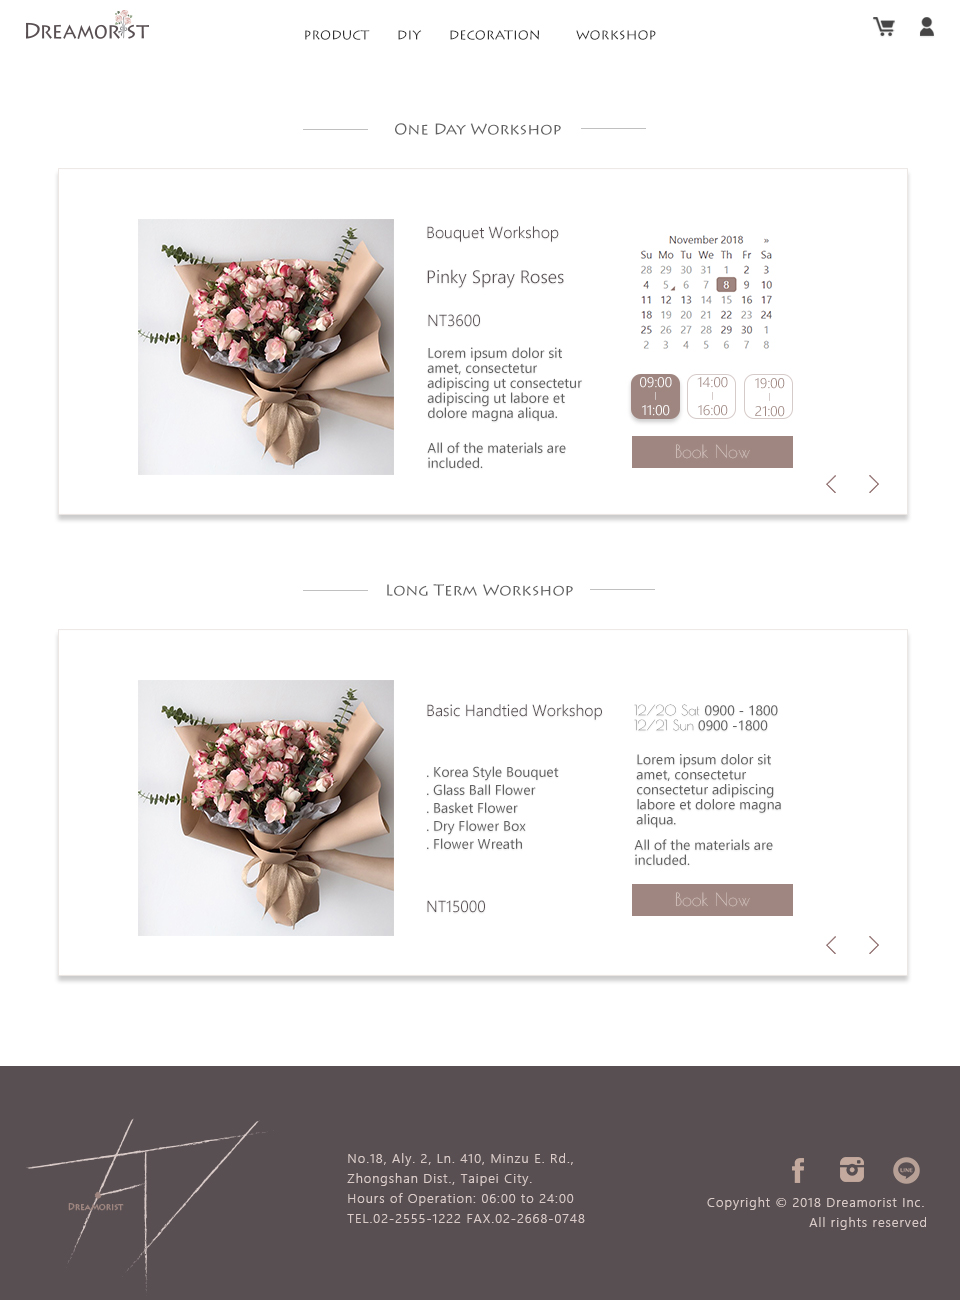 DREAMORIST
PRODUCT DIY DECORATION WORKSHOP
ONE DAY WORKSHOP
Bouquet Workshop
Pinky Spray Roses
NT3600
Lorem ipsum dolor sit
amet, consectetur
adipiscing ut consectetur
adipiscing ut labore et
dolore magna aliqua.
All of the materials are
included.
November 2018 »
Su Mo Tu We Th Fr Sa
28 29 30 31 1 2 3
4 5 6 7 8 9 10
11 12 13 14 15 16 17
18 19 20 21 22 23 24
25 26 27 28 29 30 1
2 3 4 5 6 7 8
09:00 14:00 19:00
| | |
11:00 16:00 21:00
Book Now
LONG TERM WORKSHOP
Basic Handtied Workshop
. Korea Style Bouquet
. Glass Ball Flower
. Basket Flower
. Dry Flower Box
. Flower Wreath
NT15000
12/20 Sat 0900 - 1800
12/21 Sun 0900 -1800
Lorem ipsum dolor sit
amet, consectetur
consectetur adipiscing
labore et dolore magna
aliqua.
All of the materials are
included.
Book Now
DREAMORIST
No.18, Aly. 2, Ln. 410, Minzu E. Rd.,
Zhongshan Dist., Taipei City.
Hours of Operation: 06:00 to 24:00
TEL.02-2555-1222 FAX.02-2668-0748
LINE
Copyright © 2018 Dreamorist Inc.
All rights reserved